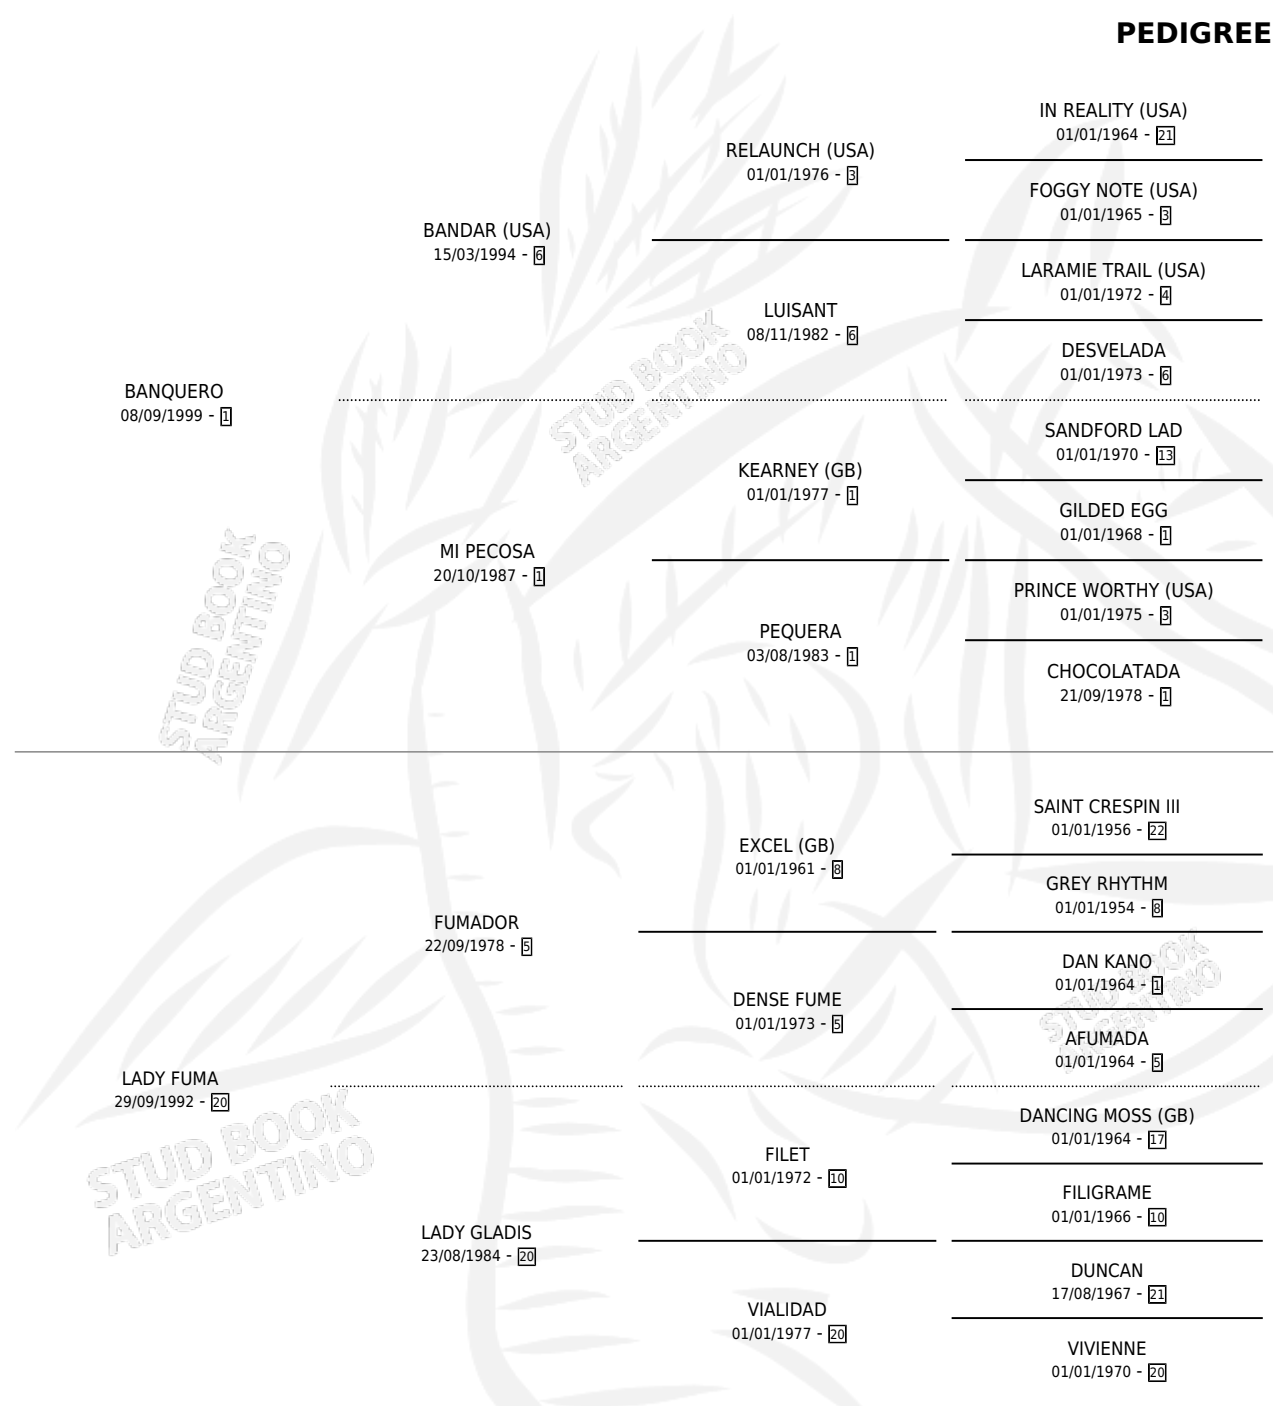 PEDIGREE
IN REALITY (USA)
01/01/1964 - 21
RELAUNCH (USA)
01/01/1976 - 3
FOGGY NOTE (USA)
01/01/1965 - 3
BANDAR (USA)
15/03/1994 - 6
LARAMIE TRAIL (USA)
01/01/1972 - 4
LUISANT
08/11/1982 - 6
DESVELADA
01/01/1973 - 6
BANQUERO
08/09/1999 - 1
STUD BOOK
ARGENTINO
SANDFORD LAD
01/01/1970 - 13
KEARNEY (GB)
01/01/1977 - 1
GILDED EGG
01/01/1968 - 1
MI PECOSA
20/10/1987 - 1
PRINCE WORTHY (USA)
01/01/1975 - 3
PEQUERA
03/08/1983 - 1
CHOCOLATADA
21/09/1978 - 1
STUD BOOK
ARGENTINO
SAINT CRESPIN III
01/01/1956 - 22
EXCEL (GB)
01/01/1961 - 8
GREY RHYTHM
01/01/1954 - 8
FUMADOR
22/09/1978 - 5
DAN KANO
01/01/1964 - 1
DENSE FUME
01/01/1973 - 5
AFUMADA
01/01/1964 - 5
STUD BOOK
ARGENTINO
LADY FUMA
29/09/1992 - 20
DANCING MOSS (GB)
01/01/1964 - 17
FILET
01/01/1972 - 10
FILIGRAME
01/01/1966 - 10
LADY GLADIS
23/08/1984 - 20
DUNCAN
17/08/1967 - 21
VIALIDAD
01/01/1977 - 20
VIVIENNE
01/01/1970 - 20
STUD BOOK
ARGENTINO